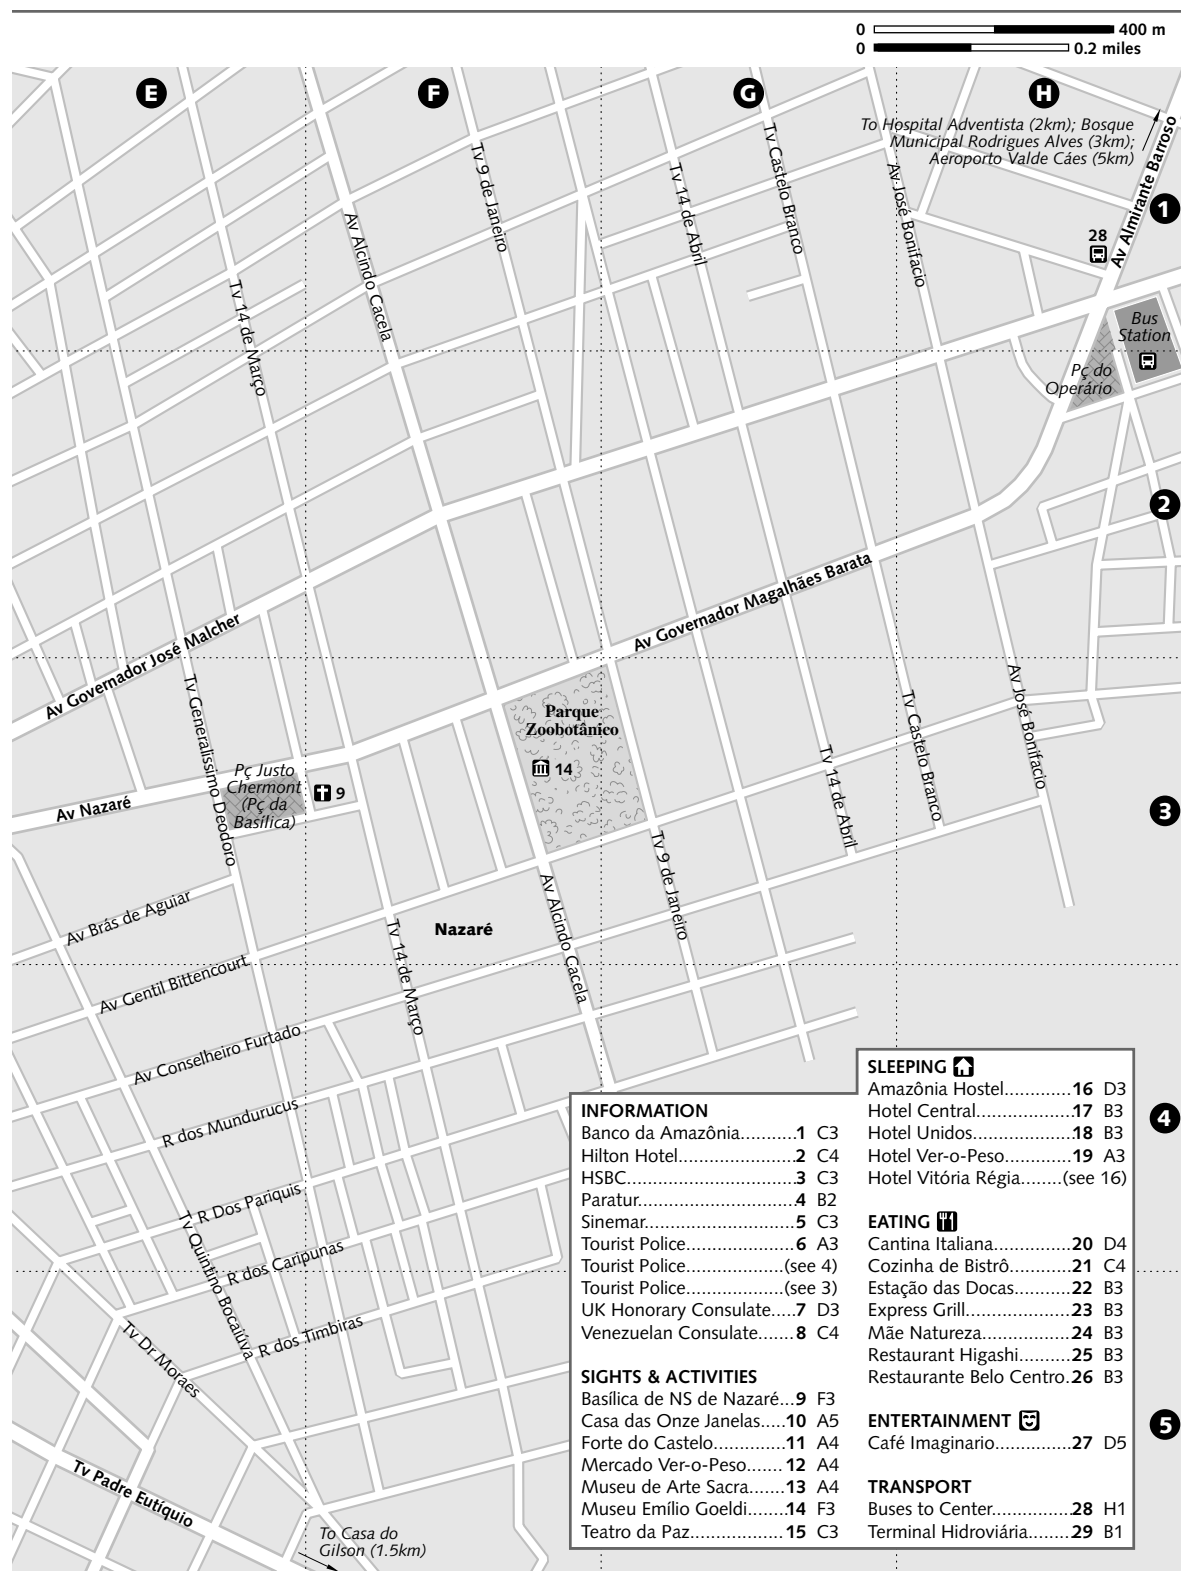 0 400 m
0 0.2 miles
E
F
G
H
To Hospital Adventista (2km); Bosque
Municipal Rodrigues Alves (3km);
Aeroporto Valde Cáes (5km)
Av Almirante Barroso
1
28
Bus
Station
Pç do
Operário
Tv 9 de Janeiro
Tv Castelo Branco
Tv 14 de Abril
Av José Bonifacio
Av Alcindo Cacela
Tv 14 de Março
2
Av Governador Magalhães Barata
Av Governador José Malcher
Tv Generalissimo Deodoro
Parque
Zoobotânico
14
Pç Justo
Chermont
(Pç da
Basílica)
9
Av Nazaré
Av José Bonifacio
Tv Castelo Branco
Tv 14 de Abril
3
Tv 9 de Janeiro
Av Alcindo Cacela
Av Brás de Aguiar
Nazaré
Tv 14 de Março
Av Gentil Bittencourt
Av Conselheiro Furtado
R dos Mundurucus
4
R Dos Pariquis
Tv Quintino Bocaiúva
R dos Caripunas
R dos Timbiras
Tv Dr Moraes
5
Tv Padre Eutíquio
To Casa do
Gilson (1.5km)
INFORMATION
Banco da Amazônia...........1 C3
Hilton Hotel.....................2 C4
HSBC..............................3 C3
Paratur............................4 B2
Sinemar...........................5 C3
Tourist Police...................6 A3
Tourist Police.................(see 4)
Tourist Police.................(see 3)
UK Honorary Consulate....7 D3
Venezuelan Consulate.......8 C4
SIGHTS & ACTIVITIES
Basílica de NS de Nazaré...9 F3
Casa das Onze Janelas.....10 A5
Forte do Castelo..............11 A4
Mercado Ver-o-Peso.......12 A4
Museu de Arte Sacra.......13 A4
Museu Emílio Goeldi.......14 F3
Teatro da Paz.................15 C3
SLEEPING
Amazônia Hostel............16 D3
Hotel Central.................17 B3
Hotel Unidos..................18 B3
Hotel Ver-o-Peso............19 A3
Hotel Vitória Régia........(see 16)
EATING
Cantina Italiana..............20 D4
Cozinha de Bistrô...........21 C4
Estação das Docas..........22 B3
Express Grill...................23 B3
Mãe Natureza................24 B3
Restaurant Higashi.........25 B3
Restaurante Belo Centro.26 B3
ENTERTAINMENT
Café Imaginario..............27 D5
TRANSPORT
Buses to Center..............28 H1
Terminal Hidroviária........29 B1